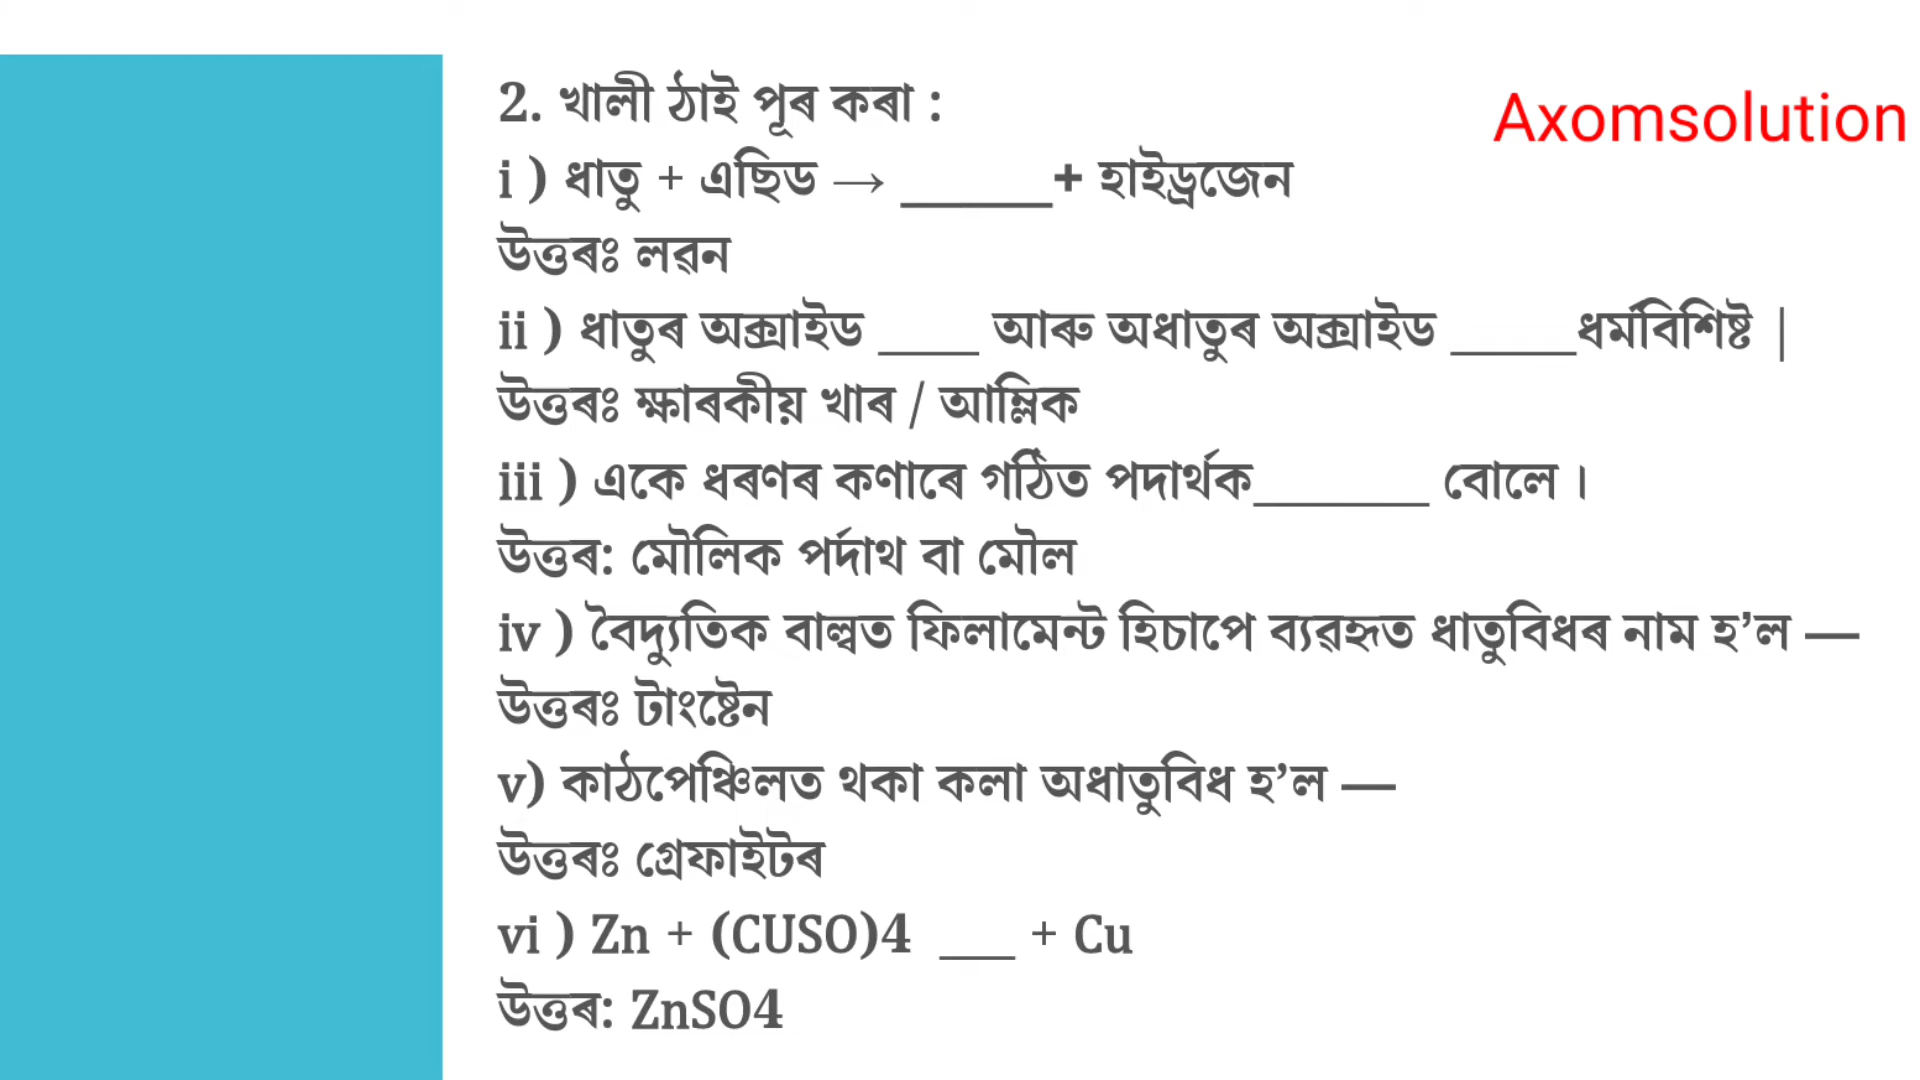 2. খালী ঠাই পূৰ কৰা :
Axomsolution
i ) ধাতু + এছিড → ______+ হাইড্ৰজেন
উত্তৰঃ লৱন
ii ) ধাতুৰ অক্সাইড ____ আৰু অধাতুৰ অক্সাইড _____ধৰ্মবিশিষ্ট |
উত্তৰঃ ক্ষাৰকীয় খাৰ / আম্লিক
iii ) একে ধৰণৰ কণাৰে গঠিত পদাৰ্থক_______ বোলে ।
উত্তৰ: মৌলিক পৰ্দাথ বা মৌল
iv ) বৈদ্যুতিক বাল্বত ফিলামেন্ট হিচাপে ব্যৱহৃত ধাতুবিধৰ নাম হ’ল —
উত্তৰঃ টাংষ্টেন
v) কাঠপেঞ্চিলত থকা কলা অধাতুবিধ হ’ল —
উত্তৰঃ গ্ৰেফাইটৰ
vi ) Zn + (CUSO)4 ___ + Cu
উত্তৰ: ZnSO4